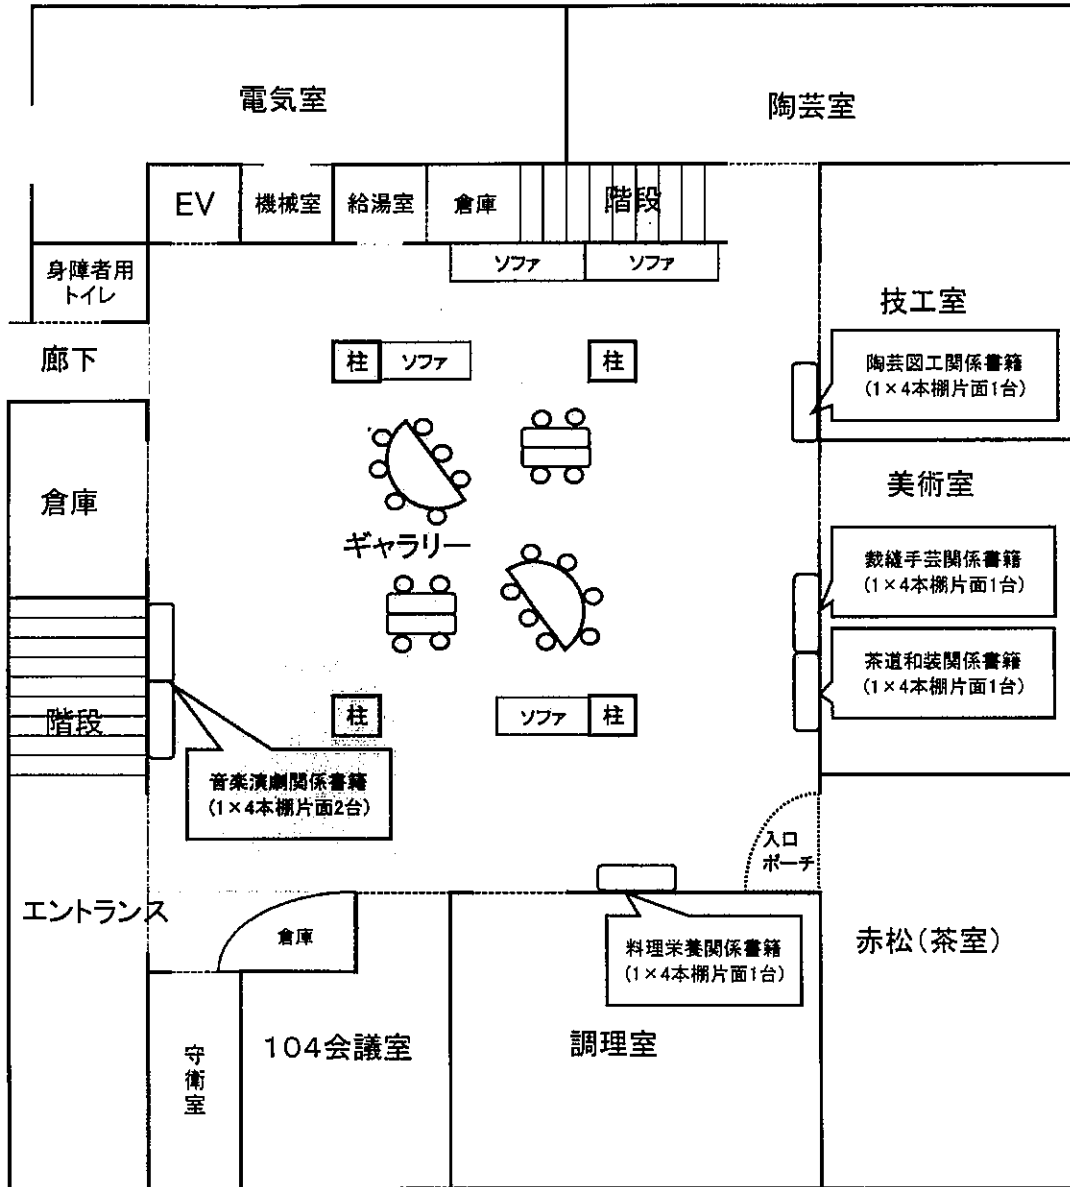 電気室
陶芸室
EV
機械室
給湯室
倉庫
階段
身障者用
トイレ
ソファ
ソファ
技工室
廊下
柱
ソファ
柱
陶芸図工関係書籍
(1×4本棚片面1台)
美術室
倉庫
ギャラリー
裁縫手芸関係書籍
(1×4本棚片面1台)
茶道和装関係書籍
(1×4本棚片面1台)
階段
柱
ソファ
柱
音楽演劇関係書籍
(1×4本棚片面2台)
入口
ポーチ
エントランス
倉庫
料理栄養関係書籍
(1×4本棚片面1台)
赤松(茶室)
守衛室
104会議室
調理室